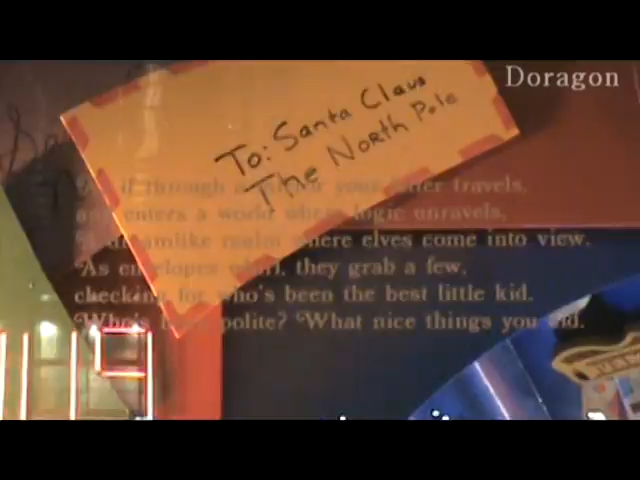 Doragon
To: Santa Claus
The North Pole
if through a your letter travels,
enters a world where logic unravels,
realm where elves come into view.
As envelopes whirl, they grab a few,
checking for who's been the best little kid.
Who's been polite? What nice things you did.